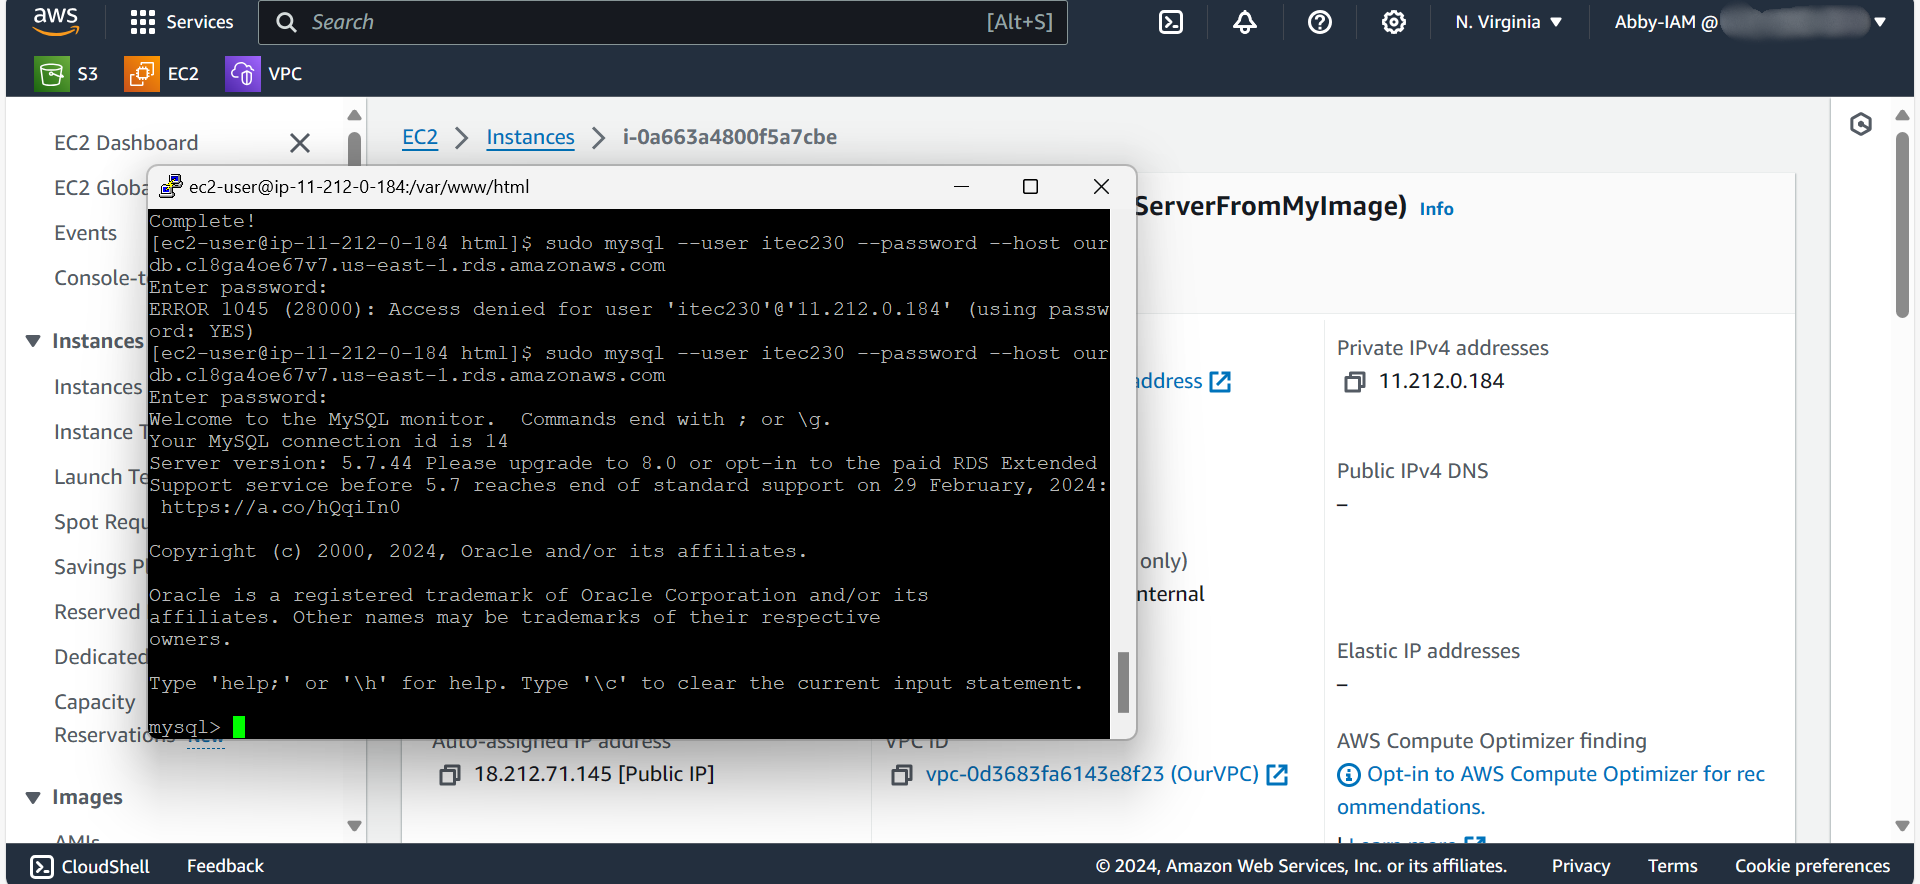 aws
Services
Search
[Alt+S]
N. Virginia
Abby-IAM @
S3
EC2
VPC
EC2 Dashboard
EC2 Globa
Events
Console-t
Instances
Instances
Instance T
Launch Te
Spot Requ
Savings P
Reserved
Dedicated
Capacity
Reservations New
Images
AMIs
EC2
Instances
i-0a663a4800f5a7cbe
ec2-user@ip-11-212-0-184:/var/www/html
Complete!
[ec2-user@ip-11-212-0-184 html]$ sudo mysql --user itec230 --password --host our
db.cl8ga4oe67v7.us-east-1.rds.amazonaws.com
Enter password:
ERROR 1045 (28000): Access denied for user 'itec230'@'11.212.0.184' (using passw
ord: YES)
[ec2-user@ip-11-212-0-184 html]$ sudo mysql --user itec230 --password --host our
db.cl8ga4oe67v7.us-east-1.rds.amazonaws.com
Enter password:
Welcome to the MySQL monitor.  Commands end with ; or \g.
Your MySQL connection id is 14
Server version: 5.7.44 Please upgrade to 8.0 or opt-in to the paid RDS Extended
Support service before 5.7 reaches end of standard support on 29 February, 2024:
https://a.co/hQqiIn0
Copyright (c) 2000, 2024, Oracle and/or its affiliates.
Oracle is a registered trademark of Oracle Corporation and/or its
affiliates. Other names may be trademarks of their respective
owners.
Type 'help;' or '\h' for help. Type '\c' to clear the current input statement.
mysql>
ServerFromMyImage) Info
address
Private IPv4 addresses
11.212.0.184
Public IPv4 DNS
–
only)
nternal
Elastic IP addresses
–
Auto-assigned IP address
18.212.71.145 [Public IP]
VPC ID
vpc-0d3683fa6143e8f23 (OurVPC)
AWS Compute Optimizer finding
Opt-in to AWS Compute Optimizer for rec
ommendations.
| Learn more
CloudShell
Feedback
© 2024, Amazon Web Services, Inc. or its affiliates.
Privacy
Terms
Cookie preferences